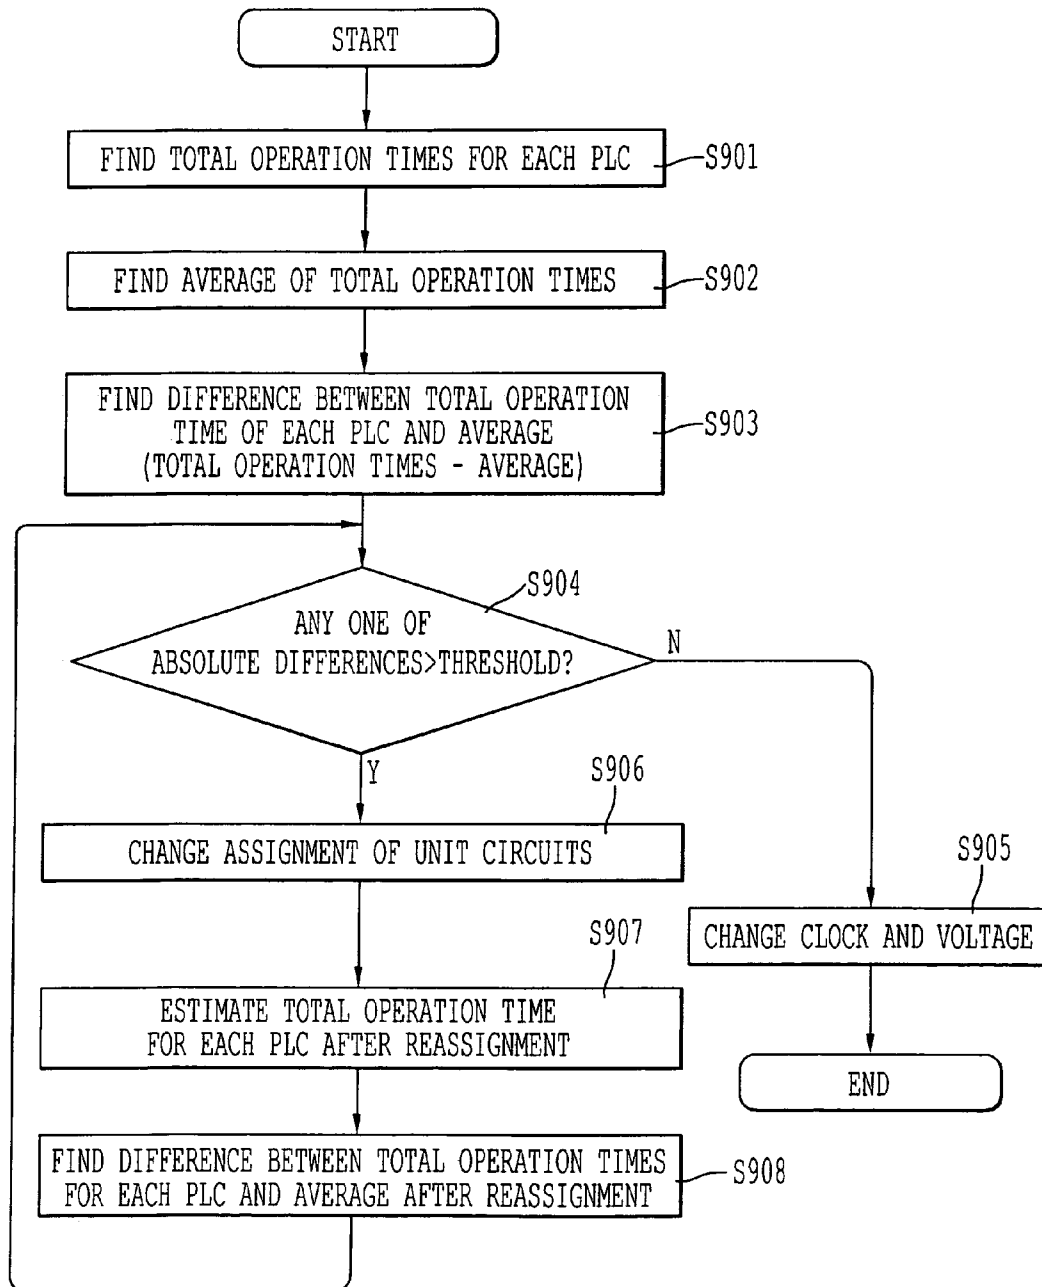 START
FIND TOTAL OPERATION TIMES FOR EACH PLC
S901
FIND AVERAGE OF TOTAL OPERATION TIMES
S902
FIND DIFFERENCE BETWEEN TOTAL OPERATION
TIME OF EACH PLC AND AVERAGE
(TOTAL OPERATION TIMES - AVERAGE)
S903
S904
ANY ONE OF
ABSOLUTE DIFFERENCES>THRESHOLD?
N
Y
S906
CHANGE ASSIGNMENT OF UNIT CIRCUITS
S905
CHANGE CLOCK AND VOLTAGE
S907
ESTIMATE TOTAL OPERATION TIME
FOR EACH PLC AFTER REASSIGNMENT
END
FIND DIFFERENCE BETWEEN TOTAL OPERATION TIMES
FOR EACH PLC AND AVERAGE AFTER REASSIGNMENT
S908